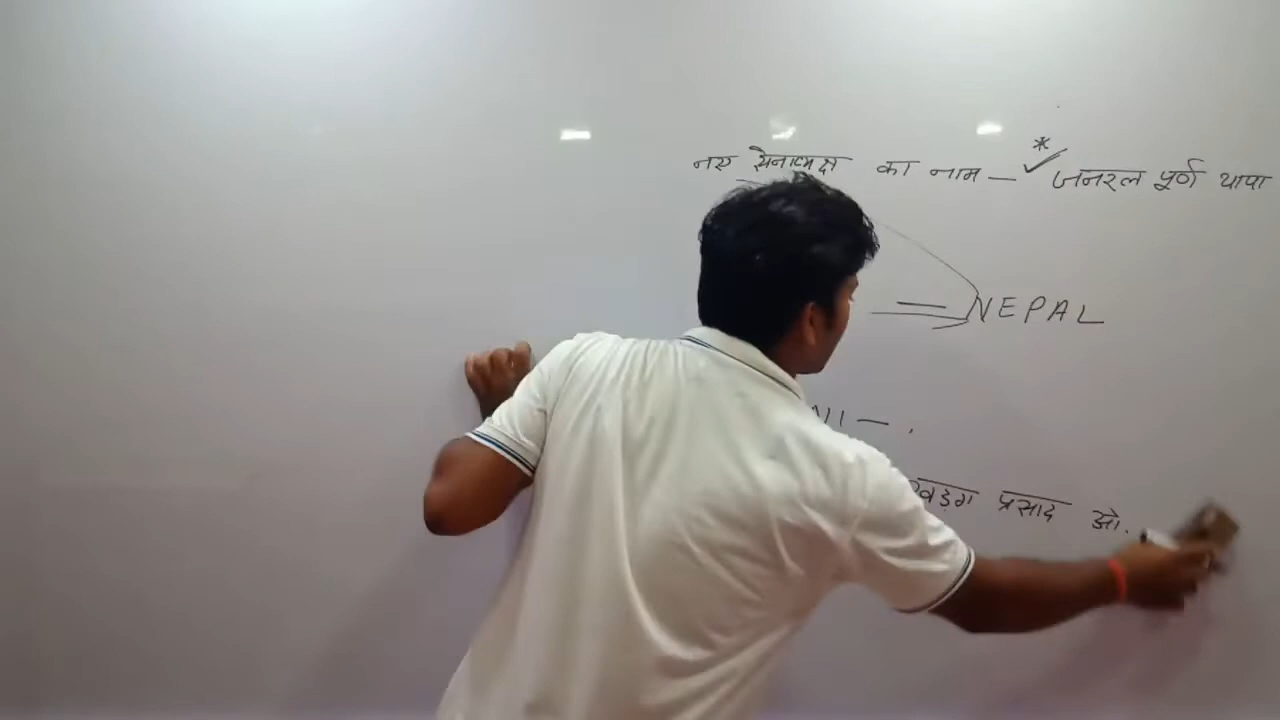 नए सेनाध्यक्ष का नाम — * ✓ जनरल पूर्ण थापा
= NEPAL
खड़ग प्रसाद ओ.